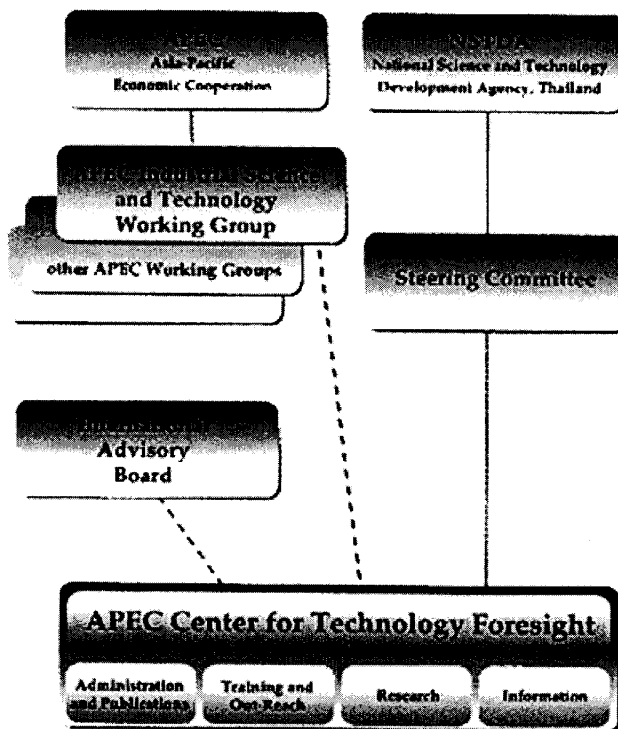 APEC
Asia-Pacific
Economic Cooperation
NSTDA
National Science and Technology
Development Agency, Thailand
APEC Industrial Science
and Technology
Working Group
other APEC Working Groups
Steering Committee
International
Advisory
Board
APEC Center for Technology Foresight
Administration
and Publications
Training and
Out-Reach
Research
Information